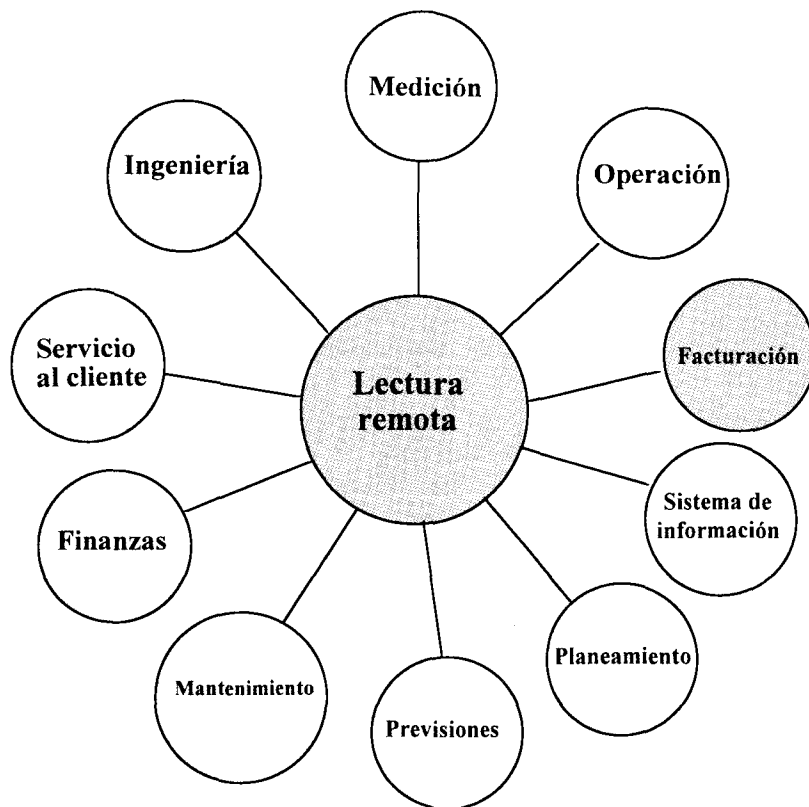 Medición
Ingeniería
Operación
Servicio
al cliente
Lectura
remota
Facturación
Finanzas
Sistema de
información
Mantenimiento
Previsiones
Planeamiento